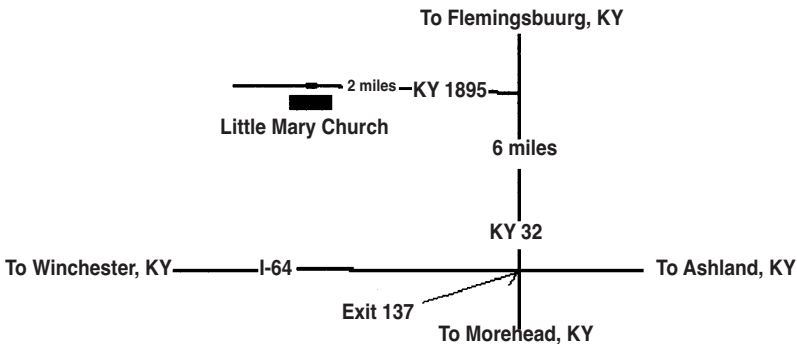 To Flemingsbuurg, KY
2 miles
KY 1895
Little Mary Church
6 miles
KY 32
To Winchester, KY
I-64
To Ashland, KY
Exit 137
To Morehead, KY